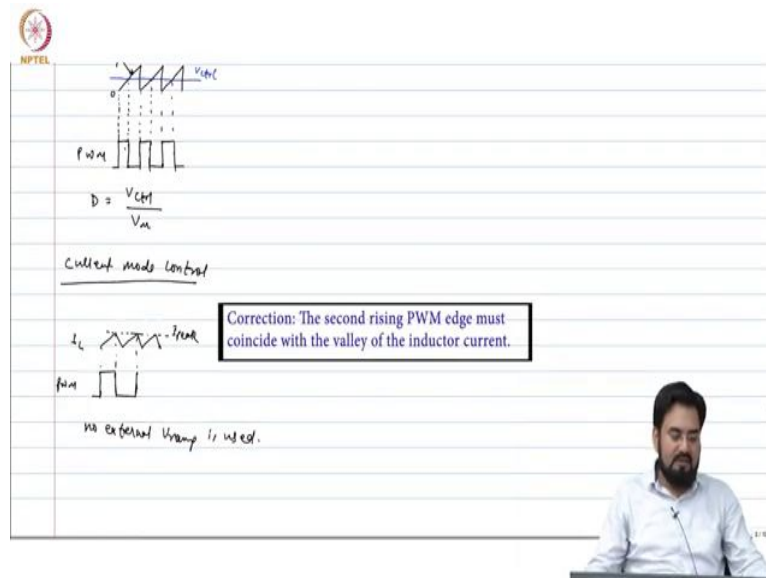 NPTEL
Vctrl
0
PWM
D = Vctrl
Vm
Current mode control
IL
Ipeak
Correction: The second rising PWM edge must
coincide with the valley of the inductor current.
PWM
no external Vramp is used.